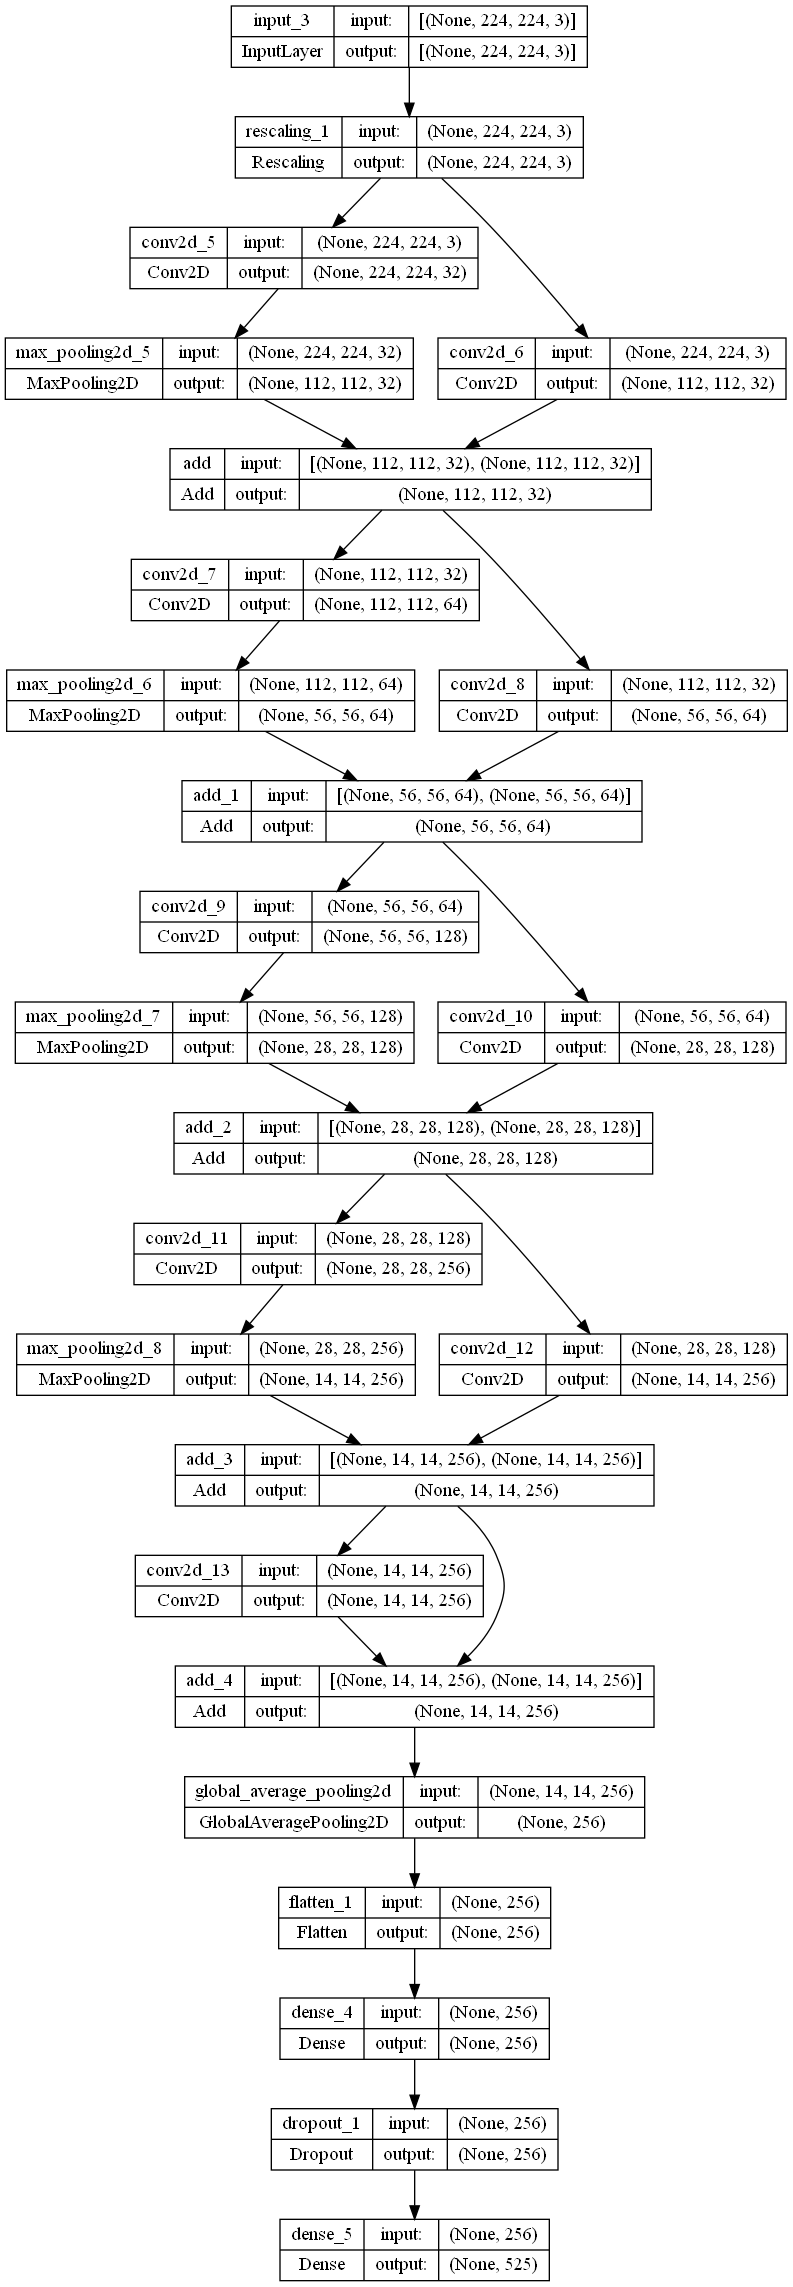 input_3 input: [(None, 224, 224, 3)]
InputLayer output: [(None, 224, 224, 3)]
rescaling_1 input: (None, 224, 224, 3)
Rescaling output: (None, 224, 224, 3)
conv2d_5 input: (None, 224, 224, 3)
Conv2D output: (None, 224, 224, 32)
max_pooling2d_5 input: (None, 224, 224, 32)
MaxPooling2D output: (None, 112, 112, 32)
conv2d_6 input: (None, 224, 224, 3)
Conv2D output: (None, 112, 112, 32)
add input: [(None, 112, 112, 32), (None, 112, 112, 32)]
Add output: (None, 112, 112, 32)
conv2d_7 input: (None, 112, 112, 32)
Conv2D output: (None, 112, 112, 64)
max_pooling2d_6 input: (None, 112, 112, 64)
MaxPooling2D output: (None, 56, 56, 64)
conv2d_8 input: (None, 112, 112, 32)
Conv2D output: (None, 56, 56, 64)
add_1 input: [(None, 56, 56, 64), (None, 56, 56, 64)]
Add output: (None, 56, 56, 64)
conv2d_9 input: (None, 56, 56, 64)
Conv2D output: (None, 56, 56, 128)
max_pooling2d_7 input: (None, 56, 56, 128)
MaxPooling2D output: (None, 28, 28, 128)
conv2d_10 input: (None, 56, 56, 64)
Conv2D output: (None, 28, 28, 128)
add_2 input: [(None, 28, 28, 128), (None, 28, 28, 128)]
Add output: (None, 28, 28, 128)
conv2d_11 input: (None, 28, 28, 128)
Conv2D output: (None, 28, 28, 256)
max_pooling2d_8 input: (None, 28, 28, 256)
MaxPooling2D output: (None, 14, 14, 256)
conv2d_12 input: (None, 28, 28, 128)
Conv2D output: (None, 14, 14, 256)
add_3 input: [(None, 14, 14, 256), (None, 14, 14, 256)]
Add output: (None, 14, 14, 256)
conv2d_13 input: (None, 14, 14, 256)
Conv2D output: (None, 14, 14, 256)
add_4 input: [(None, 14, 14, 256), (None, 14, 14, 256)]
Add output: (None, 14, 14, 256)
global_average_pooling2d input: (None, 14, 14, 256)
GlobalAveragePooling2D output: (None, 256)
flatten_1 input: (None, 256)
Flatten output: (None, 256)
dense_4 input: (None, 256)
Dense output: (None, 256)
dropout_1 input: (None, 256)
Dropout output: (None, 256)
dense_5 input: (None, 256)
Dense output: (None, 525)